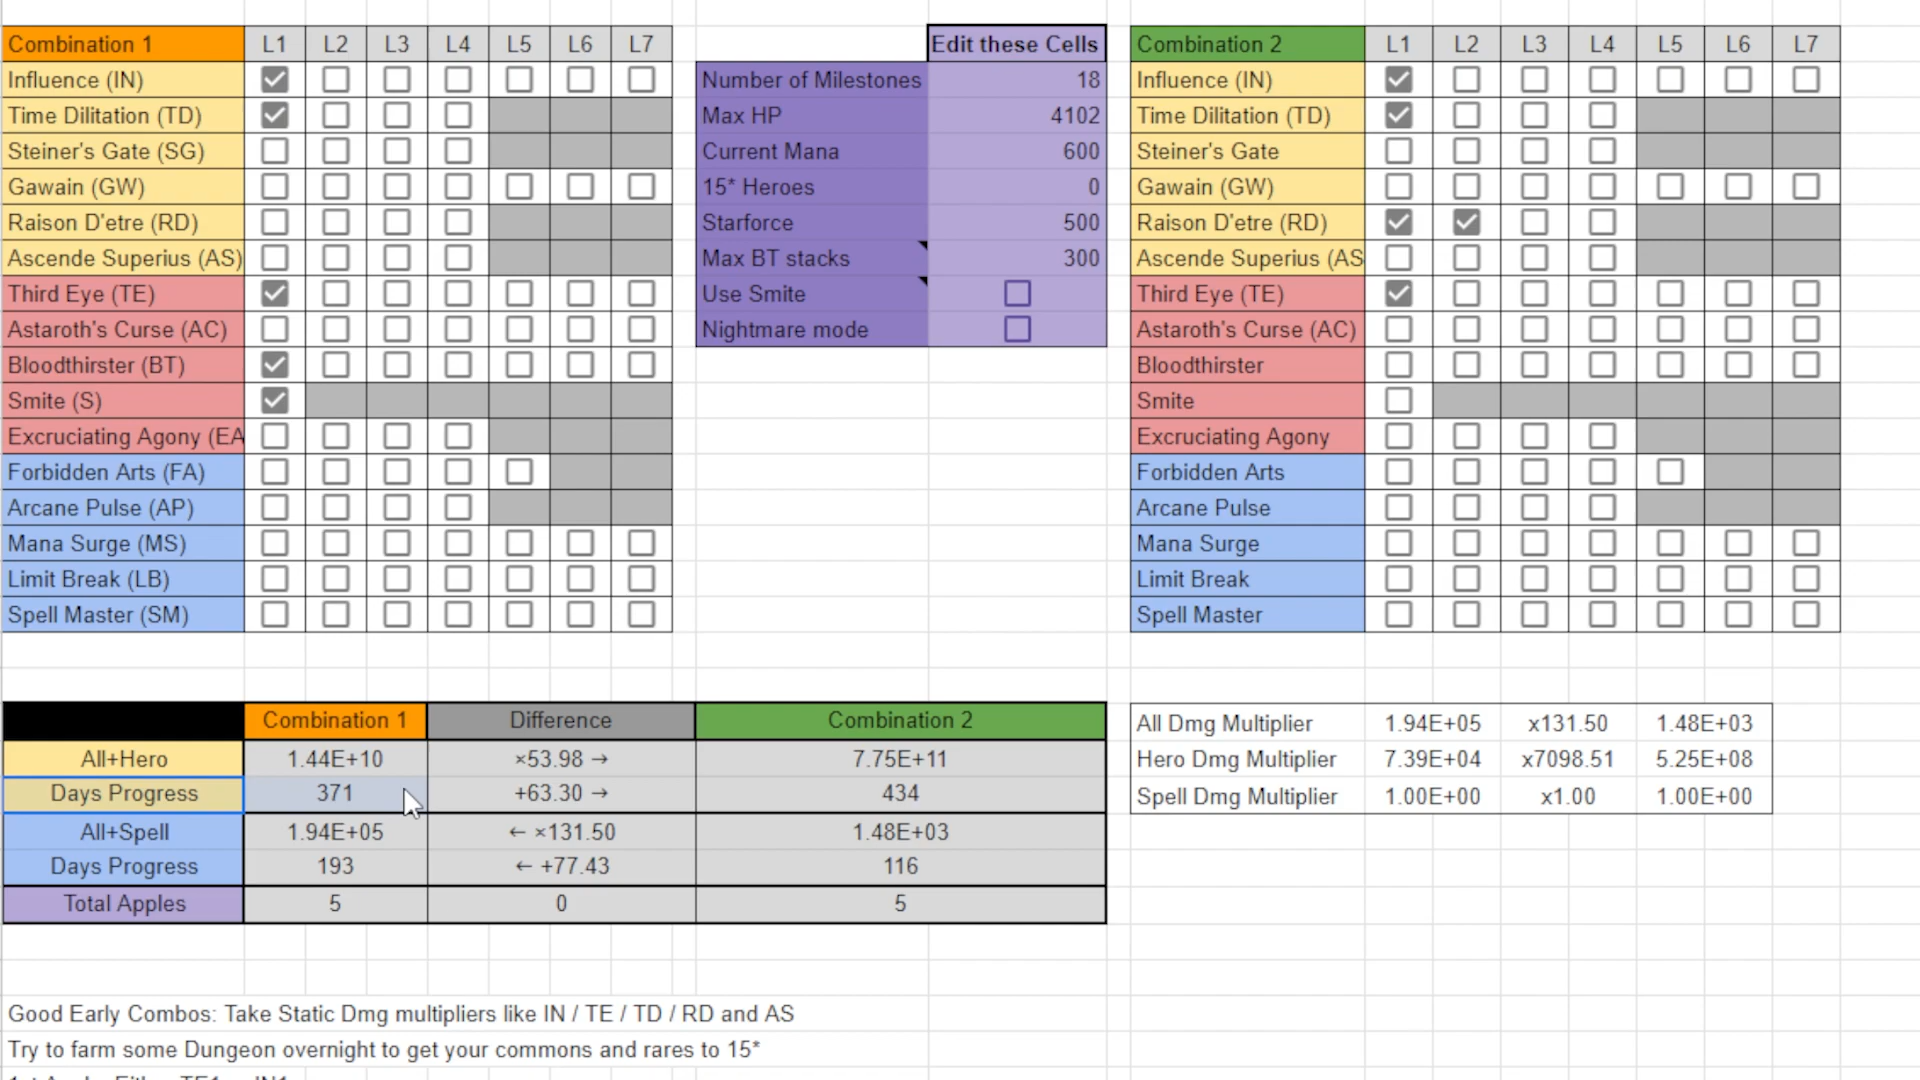 Combination 1 L1 L2 L3 L4 L5 L6 L7
Influence (IN)
Time Dilitation (TD)
Steiner's Gate (SG)
Gawain (GW)
Raison D'etre (RD)
Ascende Superius (AS)
Third Eye (TE)
Astaroth's Curse (AC)
Bloodthirster (BT)
Smite (S)
Excruciating Agony (EA
Forbidden Arts (FA)
Arcane Pulse (AP)
Mana Surge (MS)
Limit Break (LB)
Spell Master (SM)
Edit these Cells
Number of Milestones 18
Max HP 4102
Current Mana 600
15* Heroes 0
Starforce 500
Max BT stacks 300
Use Smite
Nightmare mode
Combination 2 L1 L2 L3 L4 L5 L6 L7
Influence (IN)
Time Dilitation (TD)
Steiner's Gate
Gawain (GW)
Raison D'etre (RD)
Ascende Superius (AS
Third Eye (TE)
Astaroth's Curse (AC)
Bloodthirster
Smite
Excruciating Agony
Forbidden Arts
Arcane Pulse
Mana Surge
Limit Break
Spell Master
Combination 1 Difference Combination 2
All+Hero 1.44E+10 ×53.98 → 7.75E+11
Days Progress 371 +63.30 → 434
All+Spell 1.94E+05 ← ×131.50 1.48E+03
Days Progress 193 ← +77.43 116
Total Apples 5 0 5
All Dmg Multiplier 1.94E+05 x131.50 1.48E+03
Hero Dmg Multiplier 7.39E+04 x7098.51 5.25E+08
Spell Dmg Multiplier 1.00E+00 x1.00 1.00E+00
Good Early Combos: Take Static Dmg multipliers like IN / TE / TD / RD and AS
Try to farm some Dungeon overnight to get your commons and rares to 15*